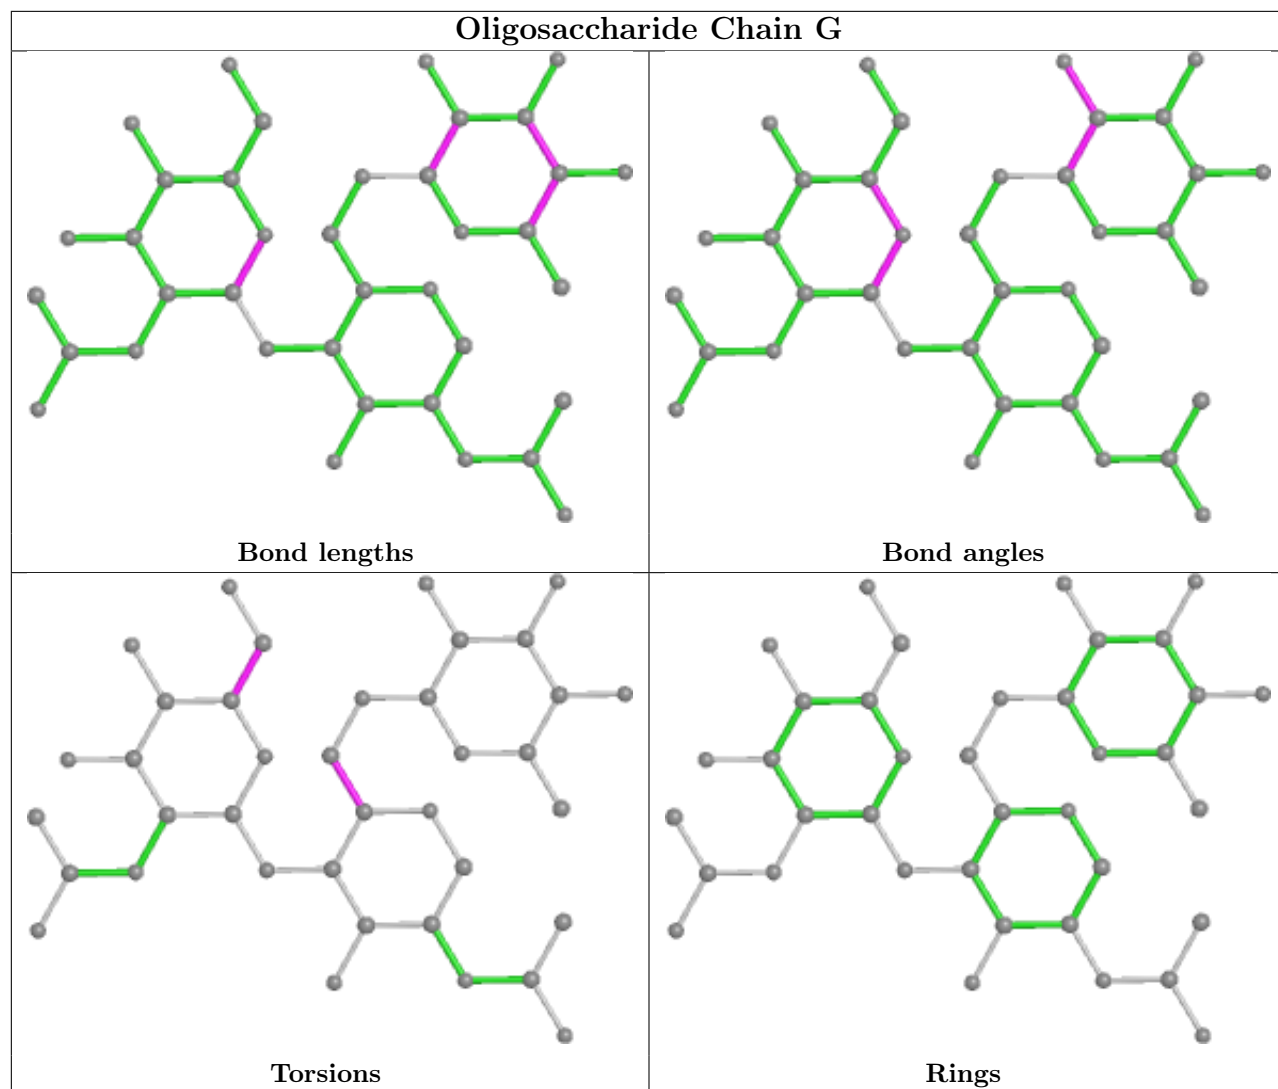 Oligosaccharide Chain G
Bond lengths
Bond angles
Torsions
Rings